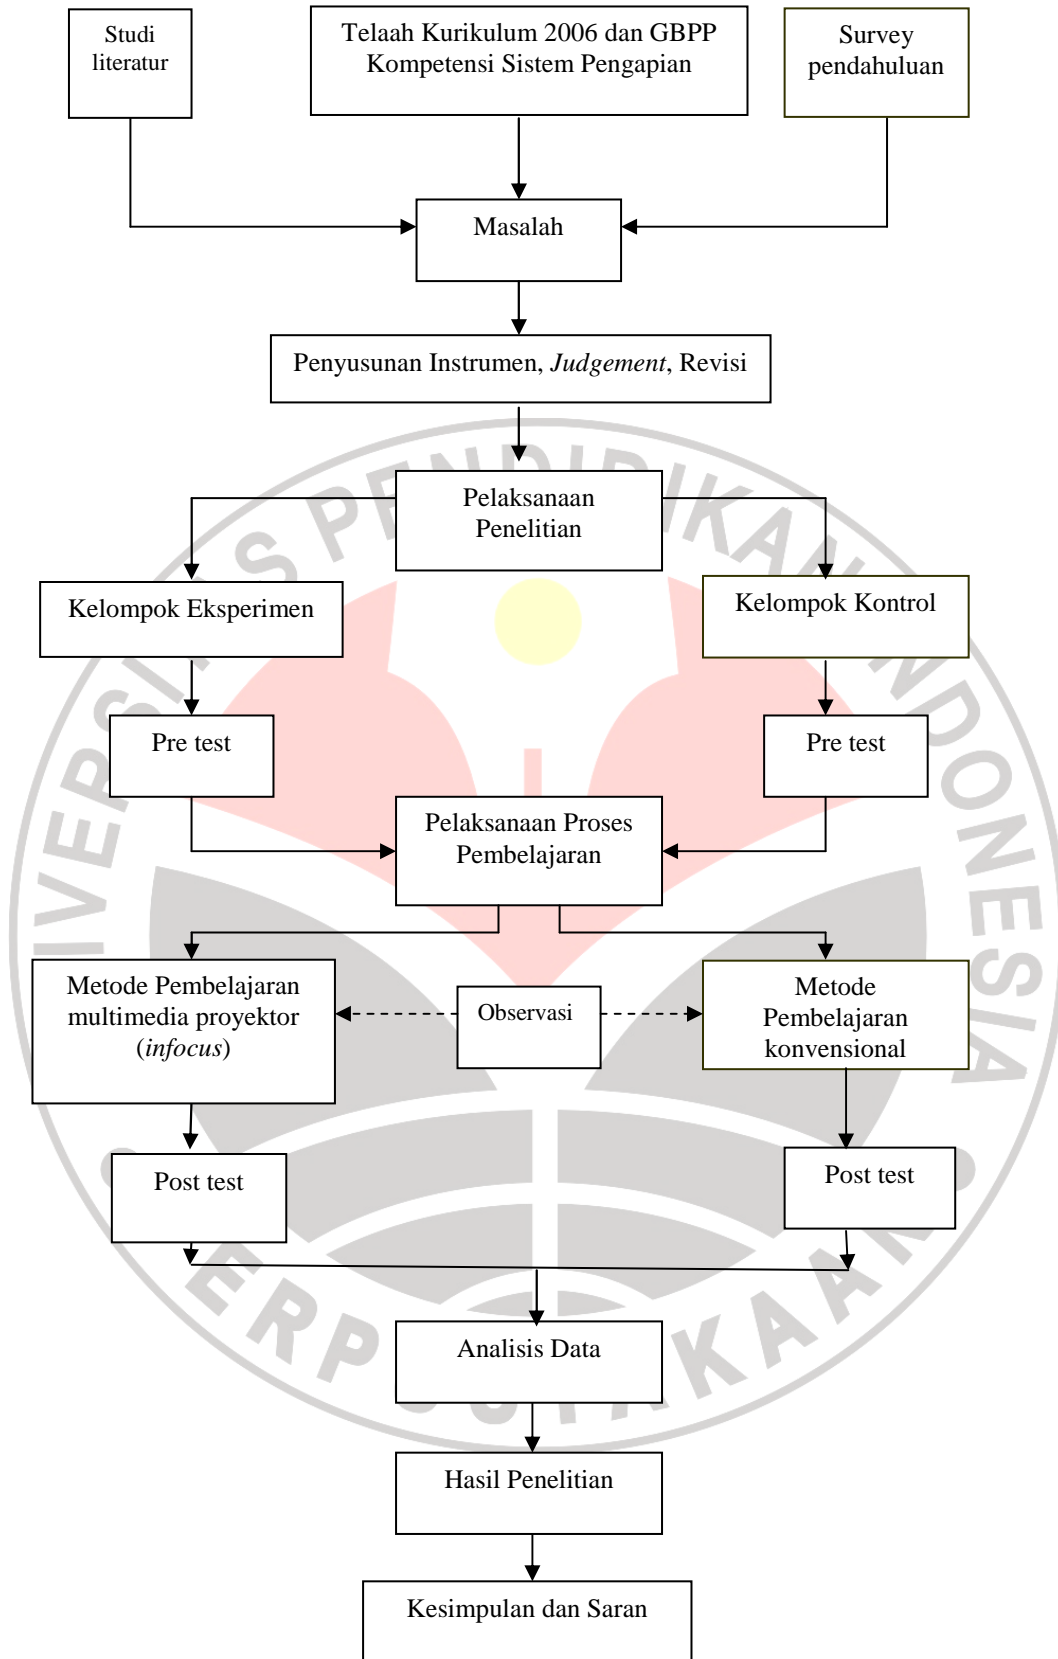 Studi
literatur
Telaah Kurikulum 2006 dan GBPP
Kompetensi Sistem Pengapian
Survey
pendahuluan
Masalah
Penyusunan Instrumen, Judgement, Revisi
Pelaksanaan
Penelitian
Kelompok Eksperimen
Kelompok Kontrol
Pre test
Pre test
Pelaksanaan Proses
Pembelajaran
Metode Pembelajaran
multimedia proyektor
(infocus)
Observasi
Metode
Pembelajaran
konvensional
Post test
Post test
Analisis Data
Hasil Penelitian
Kesimpulan dan Saran